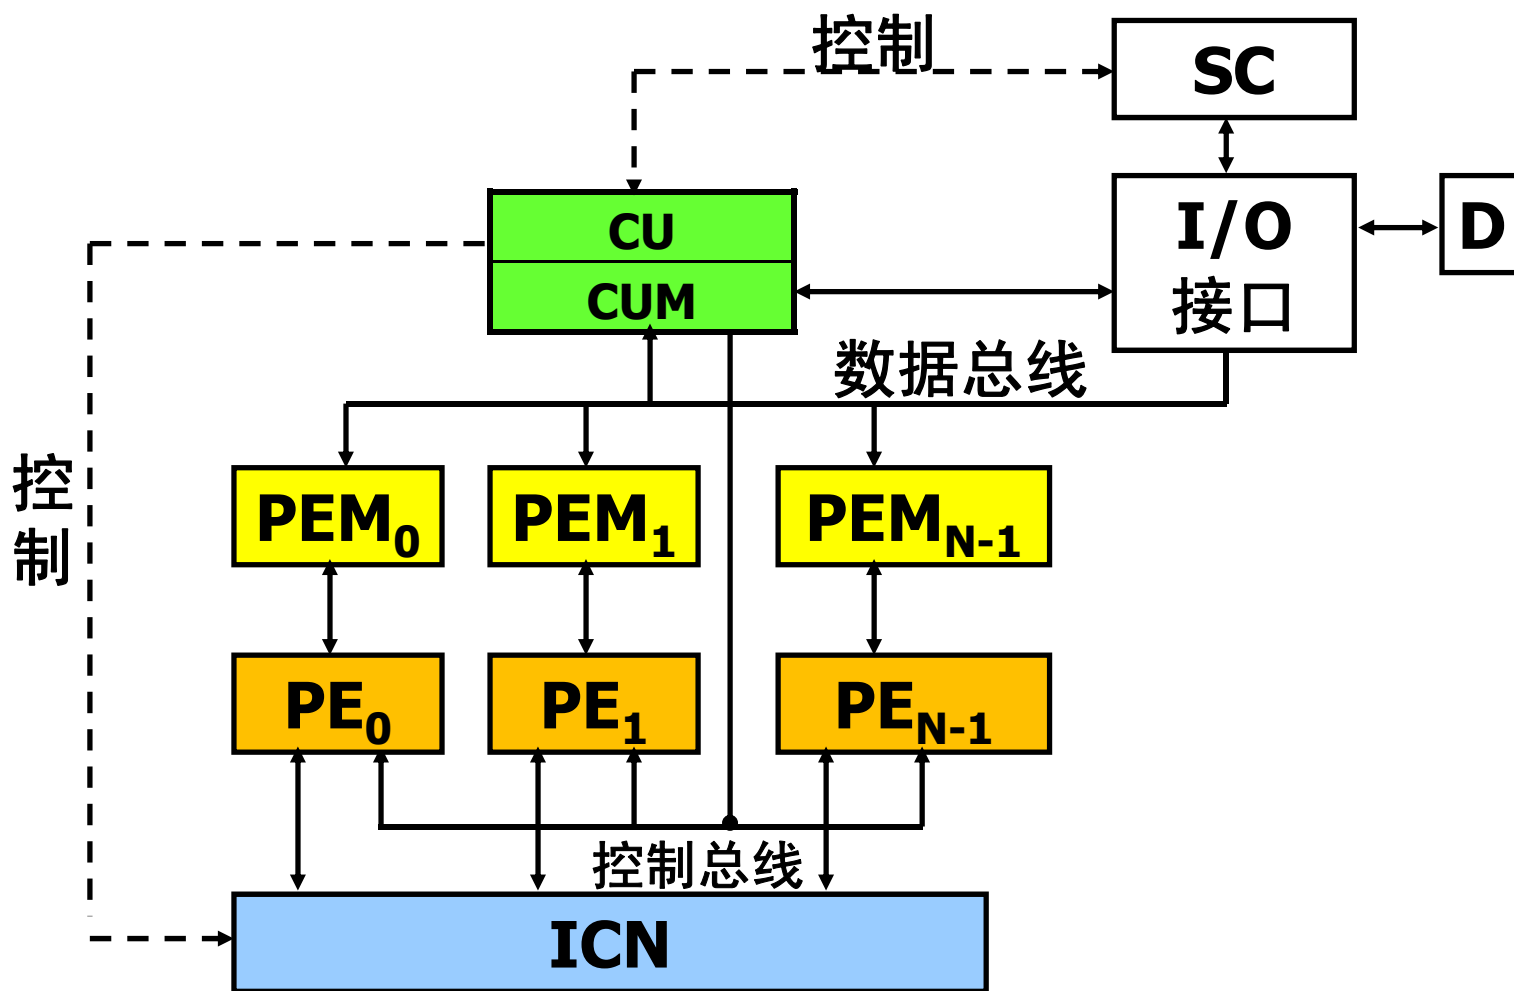 控制
SC
I/O
接口
D
CU
CUM
数据总线
控
制
PEM0
PEM1
PEMN-1
PE0
PE1
PEN-1
控制总线
ICN